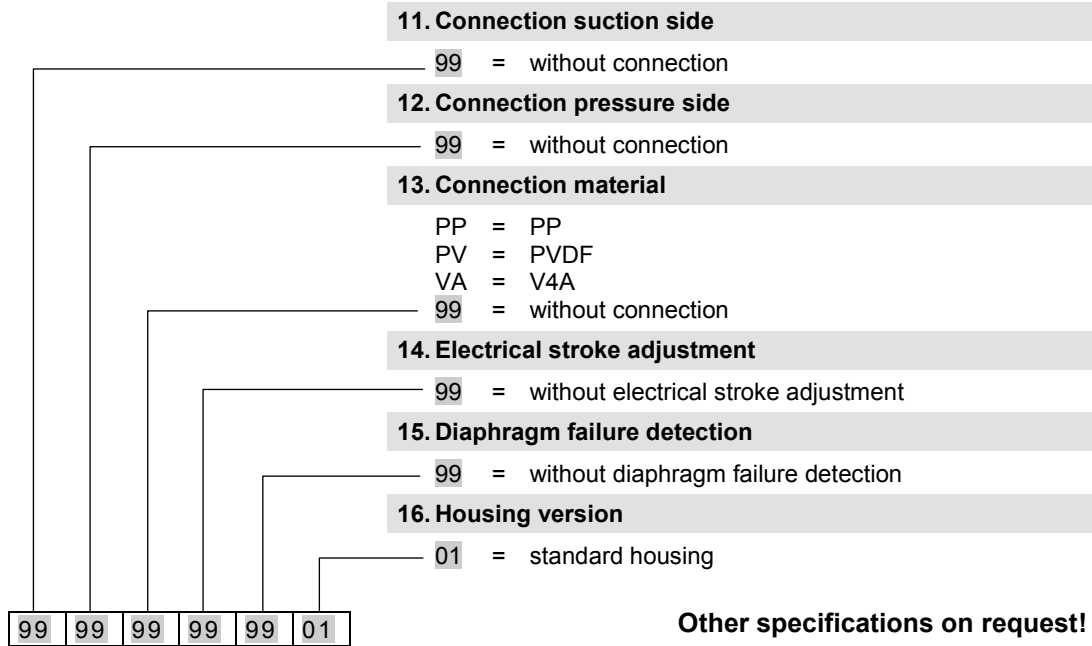 11. Connection suction side
99 = without connection
12. Connection pressure side
99 = without connection
13. Connection material
PP = PP
PV = PVDF
VA = V4A
99 = without connection
14. Electrical stroke adjustment
99 = without electrical stroke adjustment
15. Diaphragm failure detection
99 = without diaphragm failure detection
16. Housing version
01 = standard housing
99 99 99 99 99 01
Other specifications on request!